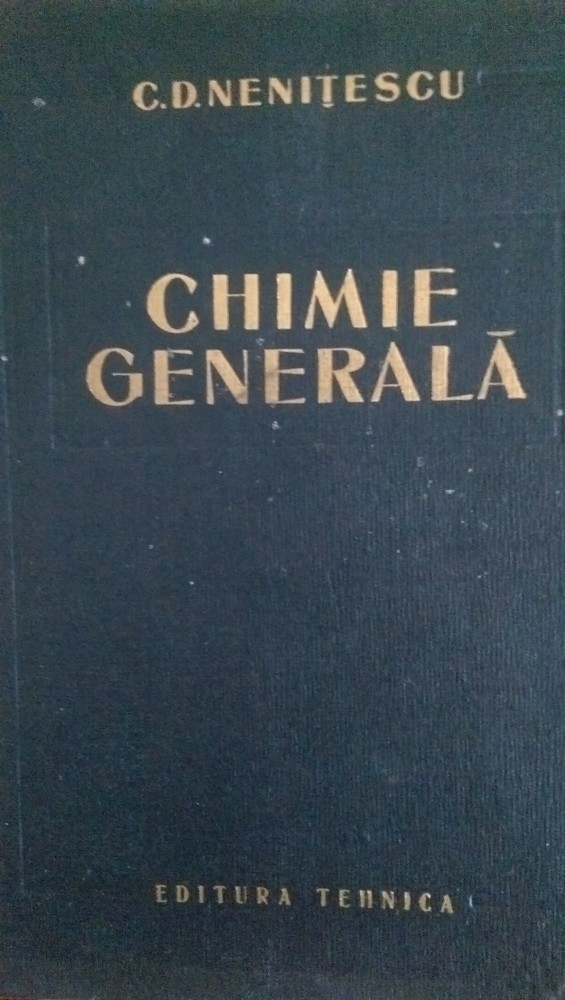 C.D.NENIȚESCU
CHIMIE
GENERALĂ
EDITURA TEHNICA